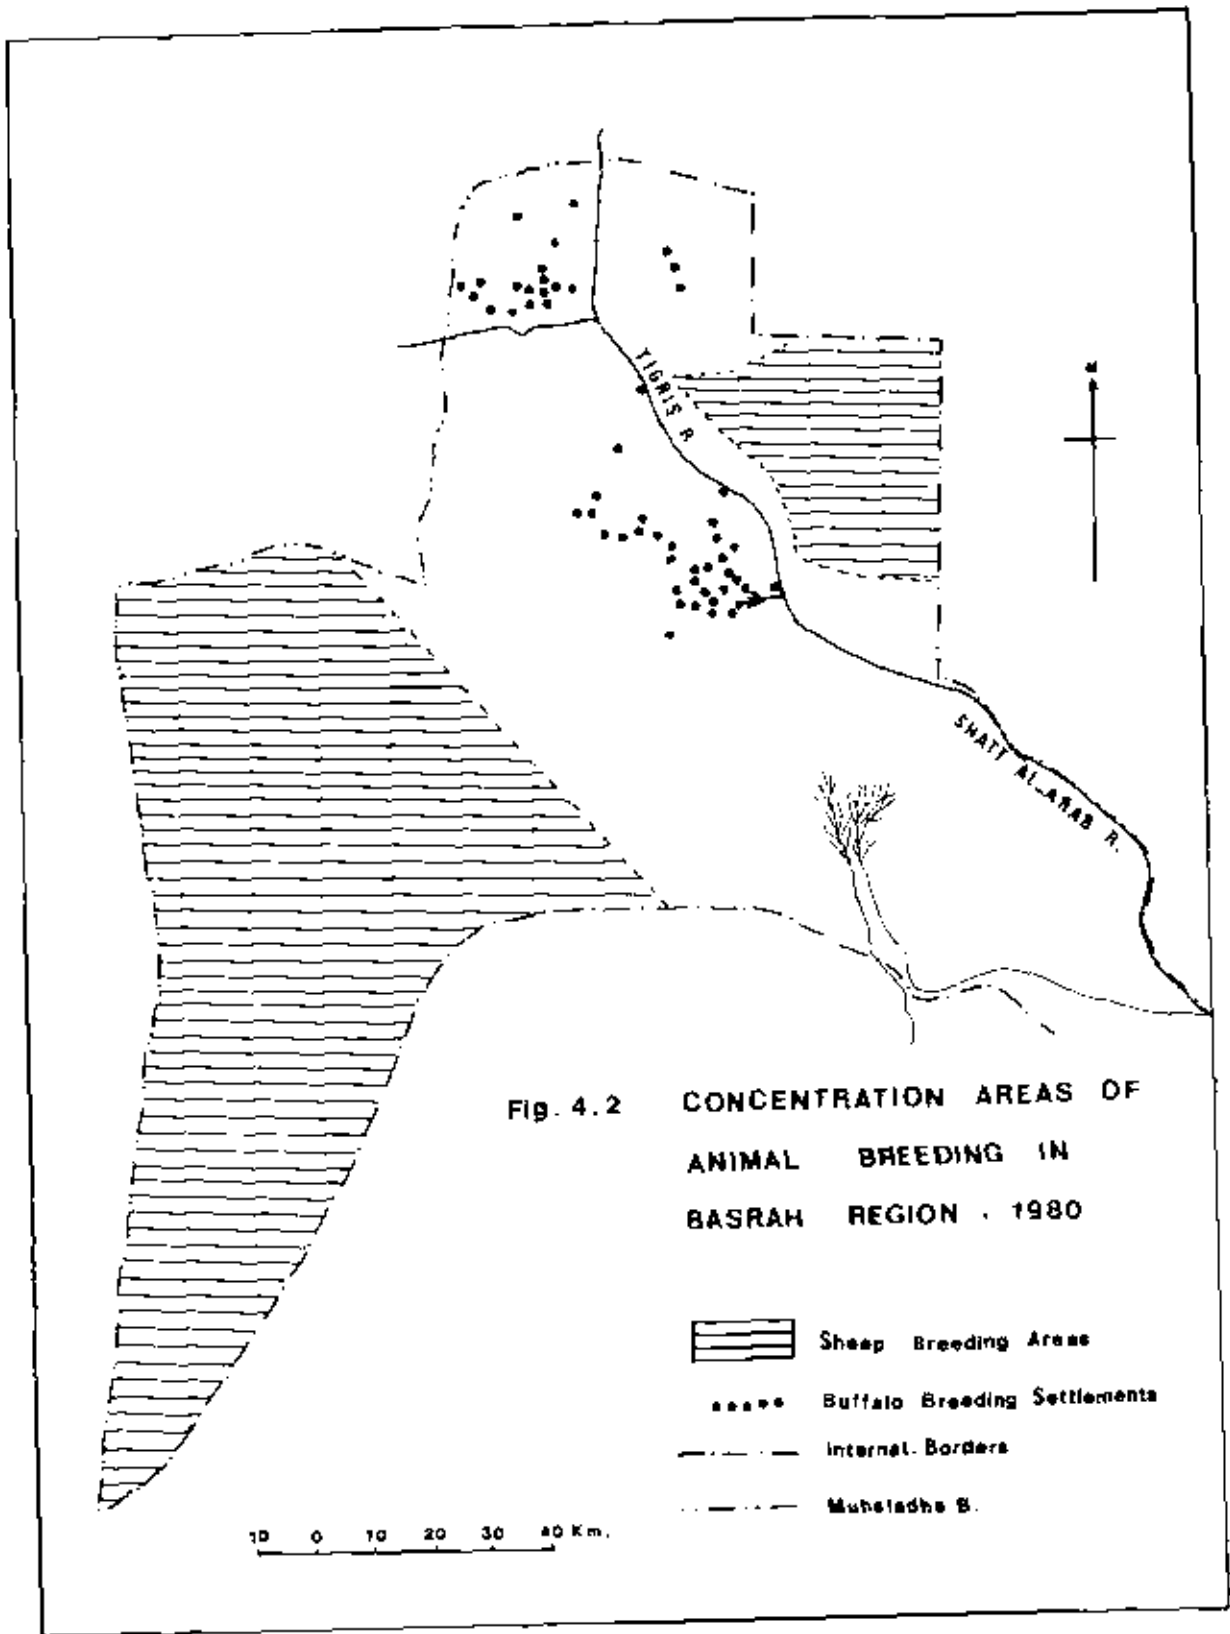 TIGRIS R
SHATT AL-ARAB R.
Fig. 4.2 CONCENTRATION AREAS OF
ANIMAL BREEDING IN
BASRAH REGION . 1980
Sheep Breeding Areas
Buffalo Breeding Settlements
Internal. Borders
Muhafadha B.
10 0 10 20 30 40 Km.